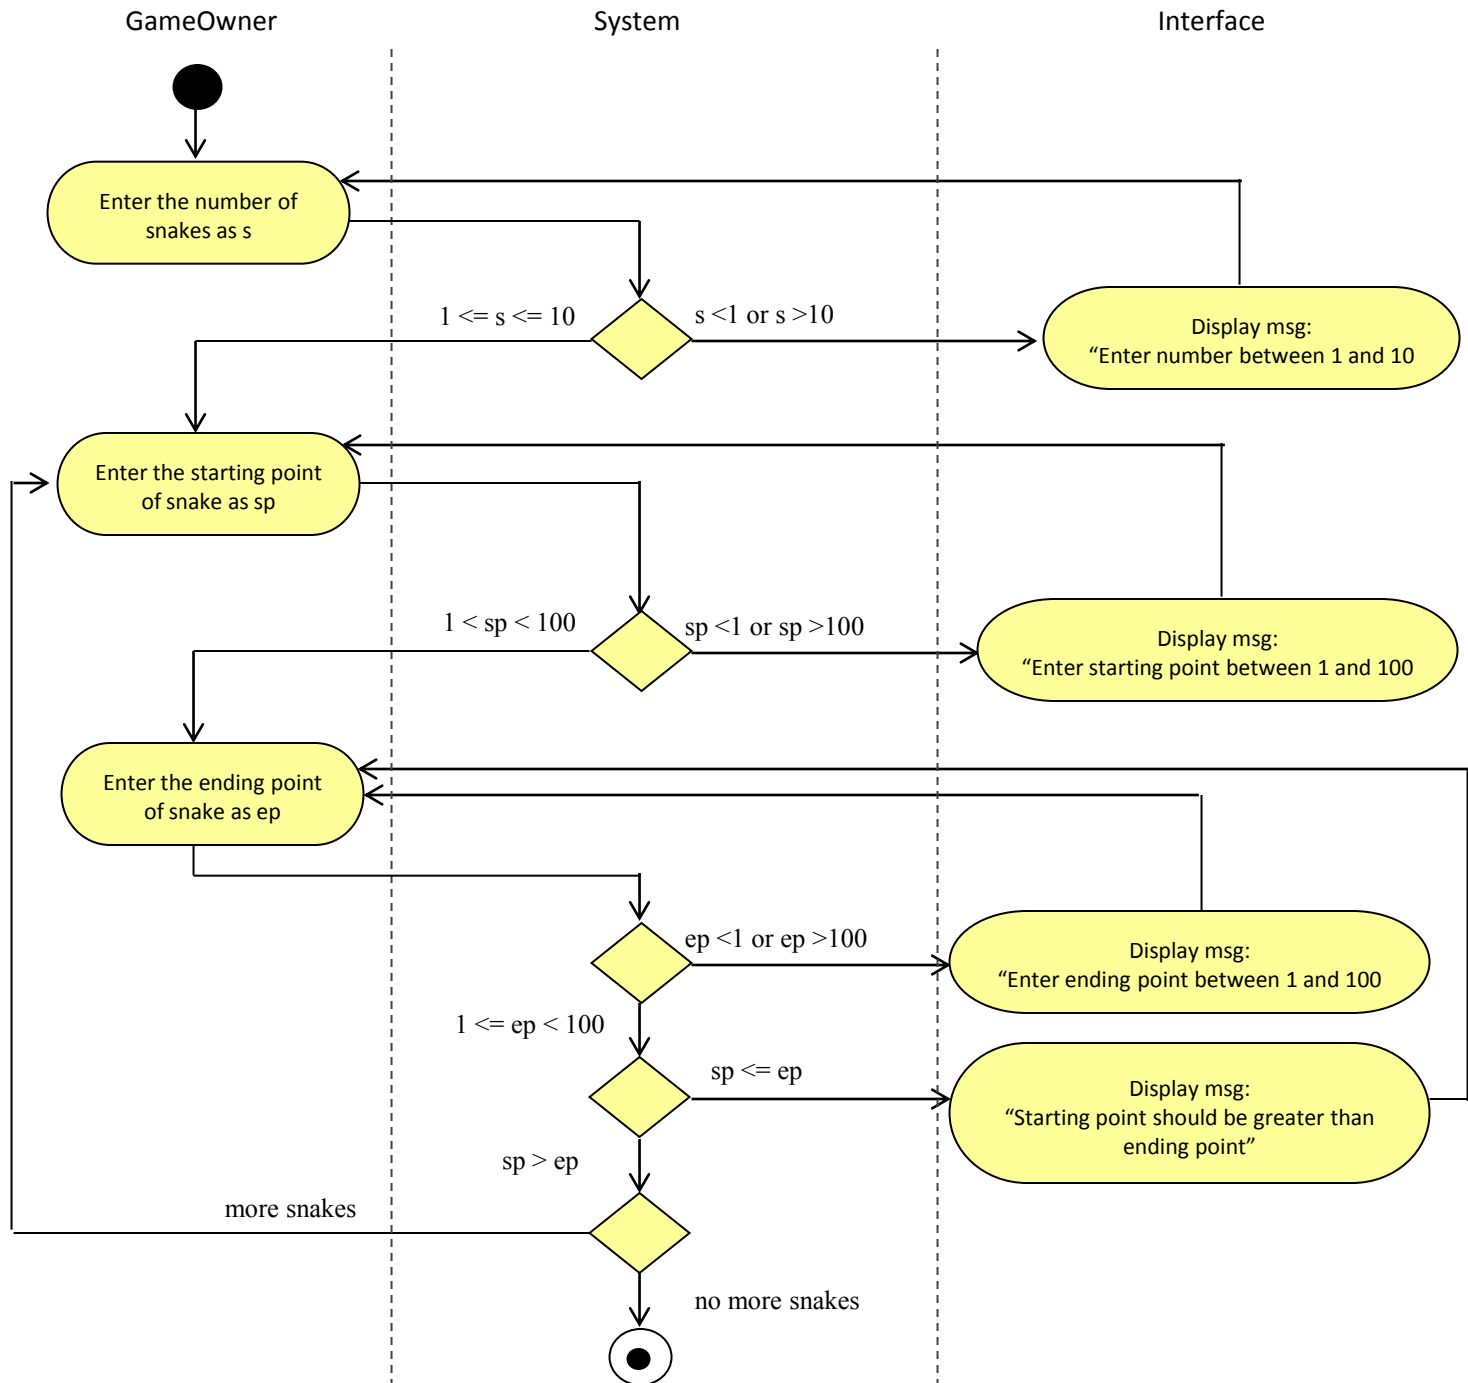 GameOwner
System
Interface
Enter the number of
snakes as s
1 <= s <= 10
s <1 or s >10
Display msg:
“Enter number between 1 and 10
Enter the starting point
of snake as sp
1 < sp < 100
sp <1 or sp >100
Display msg:
“Enter starting point between 1 and 100
Enter the ending point
of snake as ep
ep <1 or ep >100
Display msg:
“Enter ending point between 1 and 100
1 <= ep < 100
sp <= ep
Display msg:
“Starting point should be greater than
ending point”
sp > ep
more snakes
no more snakes